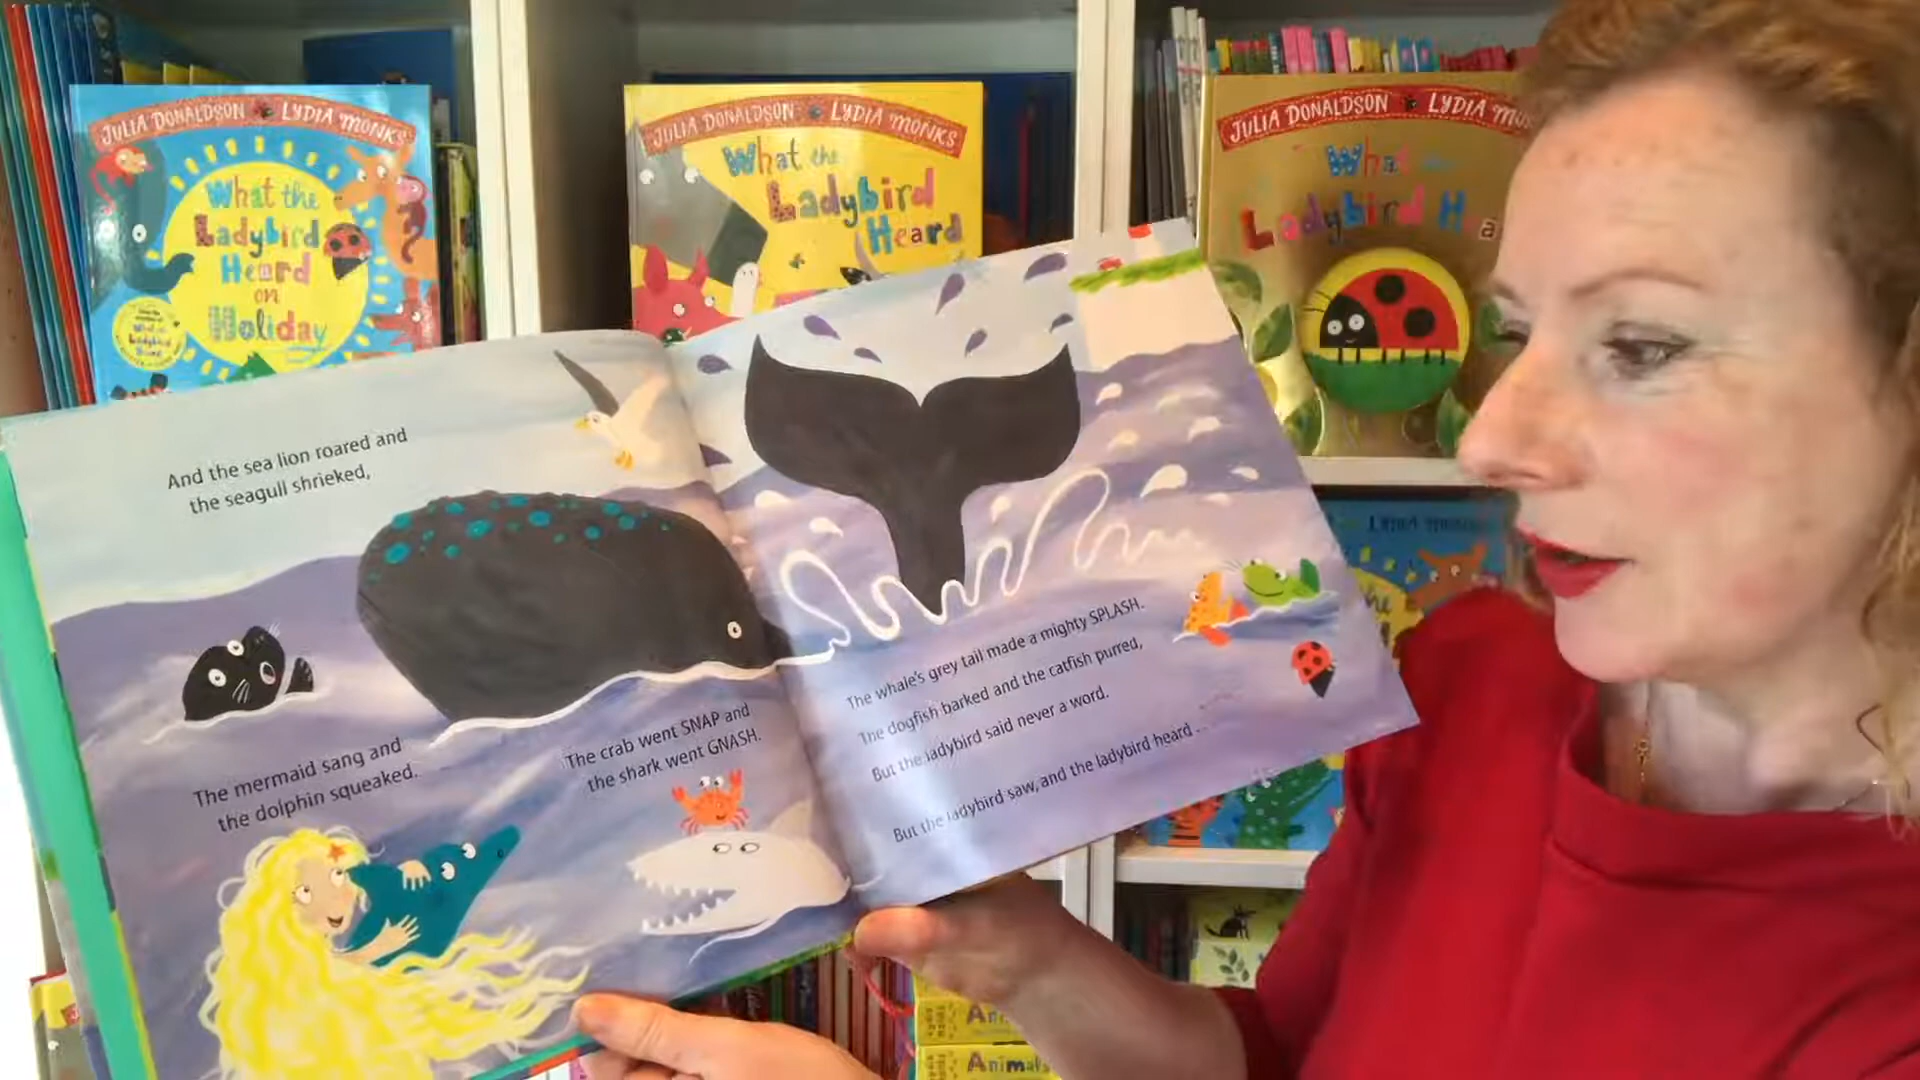 JULIA DONALDSON LYDIA MONKS
What the
Ladybird
Heard
on
Holiday
JULIA DONALDSON LYDIA MONKS
What the
Ladybird
Heard
JULIA DONALDSON LYDIA
What the
Ladybird
And the sea lion roared and
the seagull shrieked,
The mermaid sang and
the dolphin squeaked.
The crab went SNAP and
the shark went GNASH.
The whale's grey tail made a mighty SPLASH.
The dogfish barked and the catfish purred,
But the ladybird said never a word.
But the ladybird saw, and the ladybird heard . . .
Animals